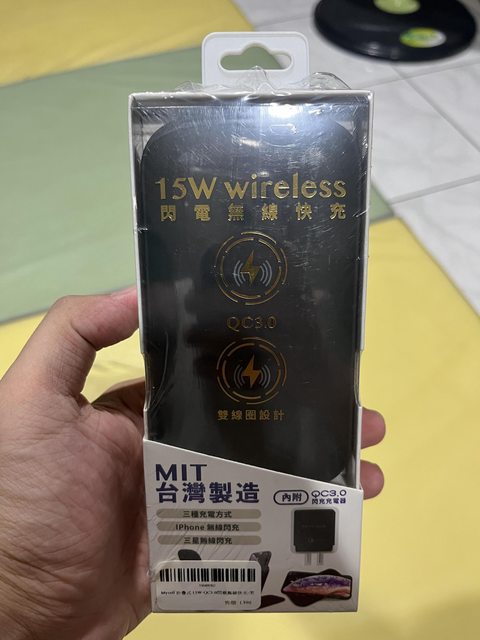 15W wireless
閃電無線快充
QC3.0
雙線圈設計
MIT
台灣製造
內附 QC3.0
閃充充電器
三種充電方式
IPhone 無線閃充
三星無線閃充